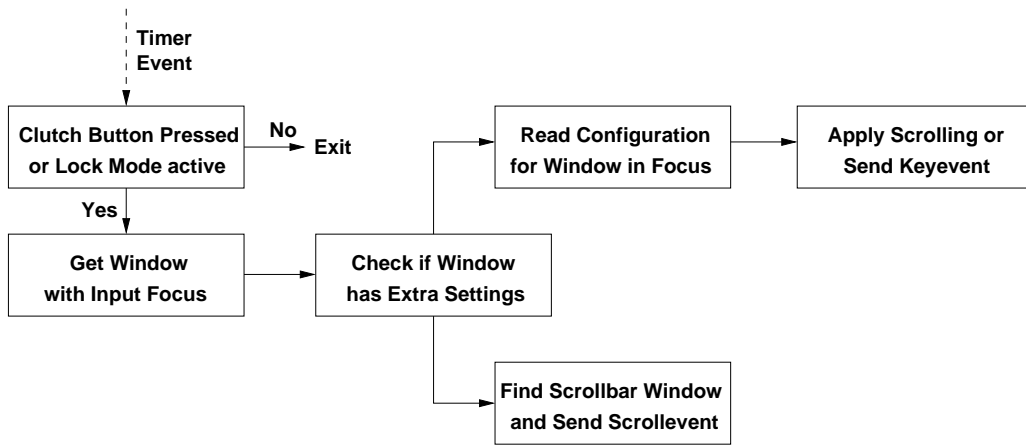 Timer
Event
Clutch Button Pressed
or Lock Mode active
No
Exit
Yes
Get Window
with Input Focus
Check if Window
has Extra Settings
Read Configuration
for Window in Focus
Apply Scrolling or
Send Keyevent
Find Scrollbar Window
and Send Scrollevent